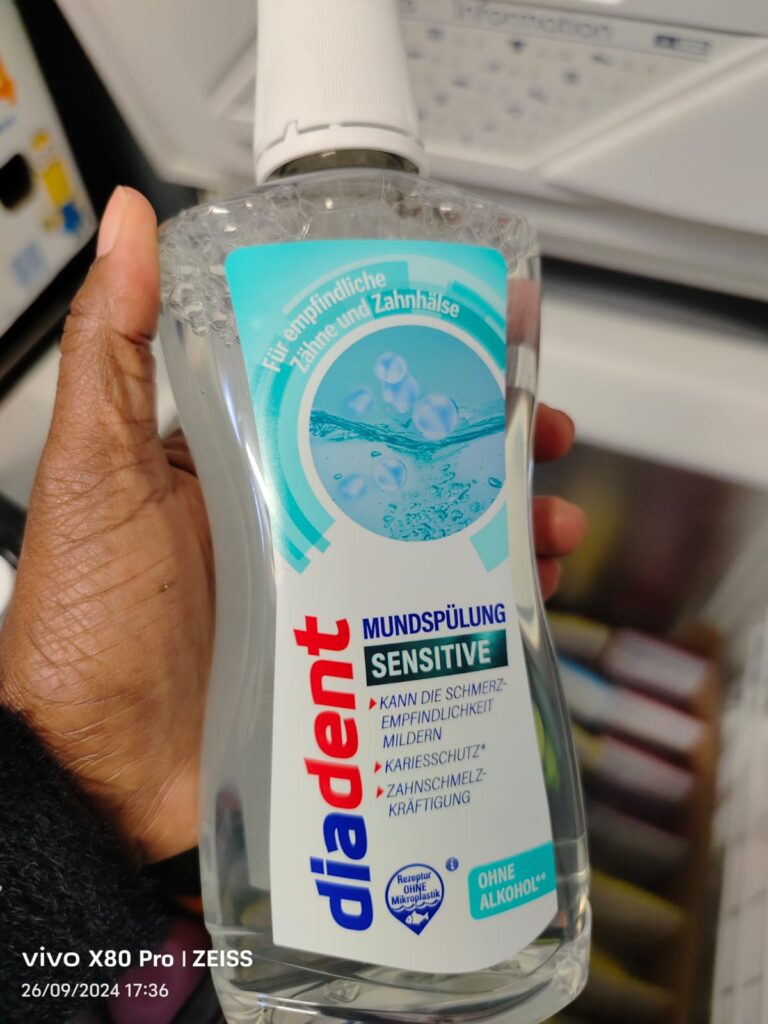 Information
Für empfindliche
Zähne und Zahnhälse
diadent
MUNDSPÜLUNG
SENSITIVE
KANN DIE SCHMERZ-
EMPFINDLICHKEIT
MILDERN
KARIESSCHUTZ*
ZAHNSCHMELZ-
KRÄFTIGUNG
Rezeptur
OHNE
Mikroplastik
i
OHNE
ALKOHOL**
vivo X80 Pro | ZEISS
26/09/2024 17:36